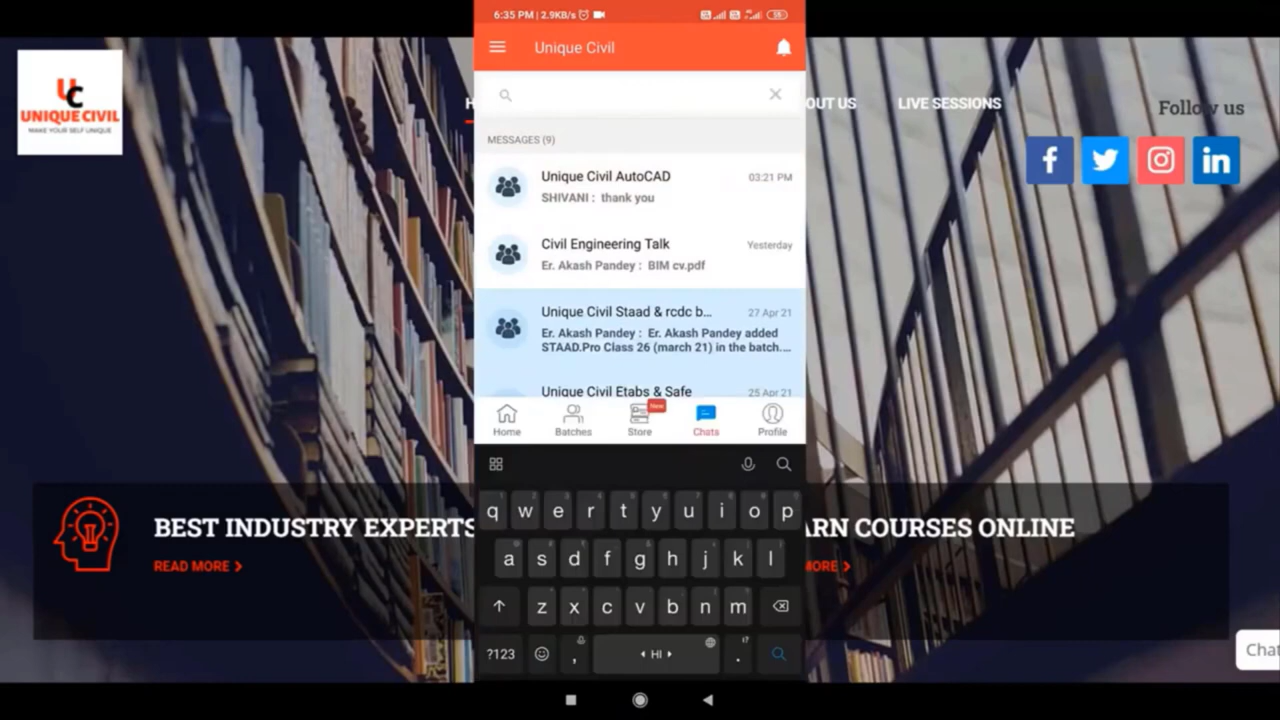 6:35 PM | 2.9KB/s
55
Unique Civil
UC
UNIQUE CIVIL
MAKE YOUR SELF UNIQUE
H
OUT US
LIVE SESSIONS
Follow us
MESSAGES (9)
Unique Civil AutoCAD
03:21 PM
SHIVANI : thank you
Civil Engineering Talk
Yesterday
Er. Akash Pandey : BIM cv.pdf
Unique Civil Staad & rcdc b...
27 Apr 21
Er. Akash Pandey : Er. Akash Pandey added
STAAD.Pro Class 26 (march 21) in the batch....
Unique Civil Etabs & Safe
25 Apr 21
New
Home
Batches
Store
Chats
Profile
q w e r t y u i o p
a s d f g h j k l
z x c v b n m
?123 , HI .
BEST INDUSTRY EXPERTS
READ MORE >
ARN COURSES ONLINE
MORE >
Chat